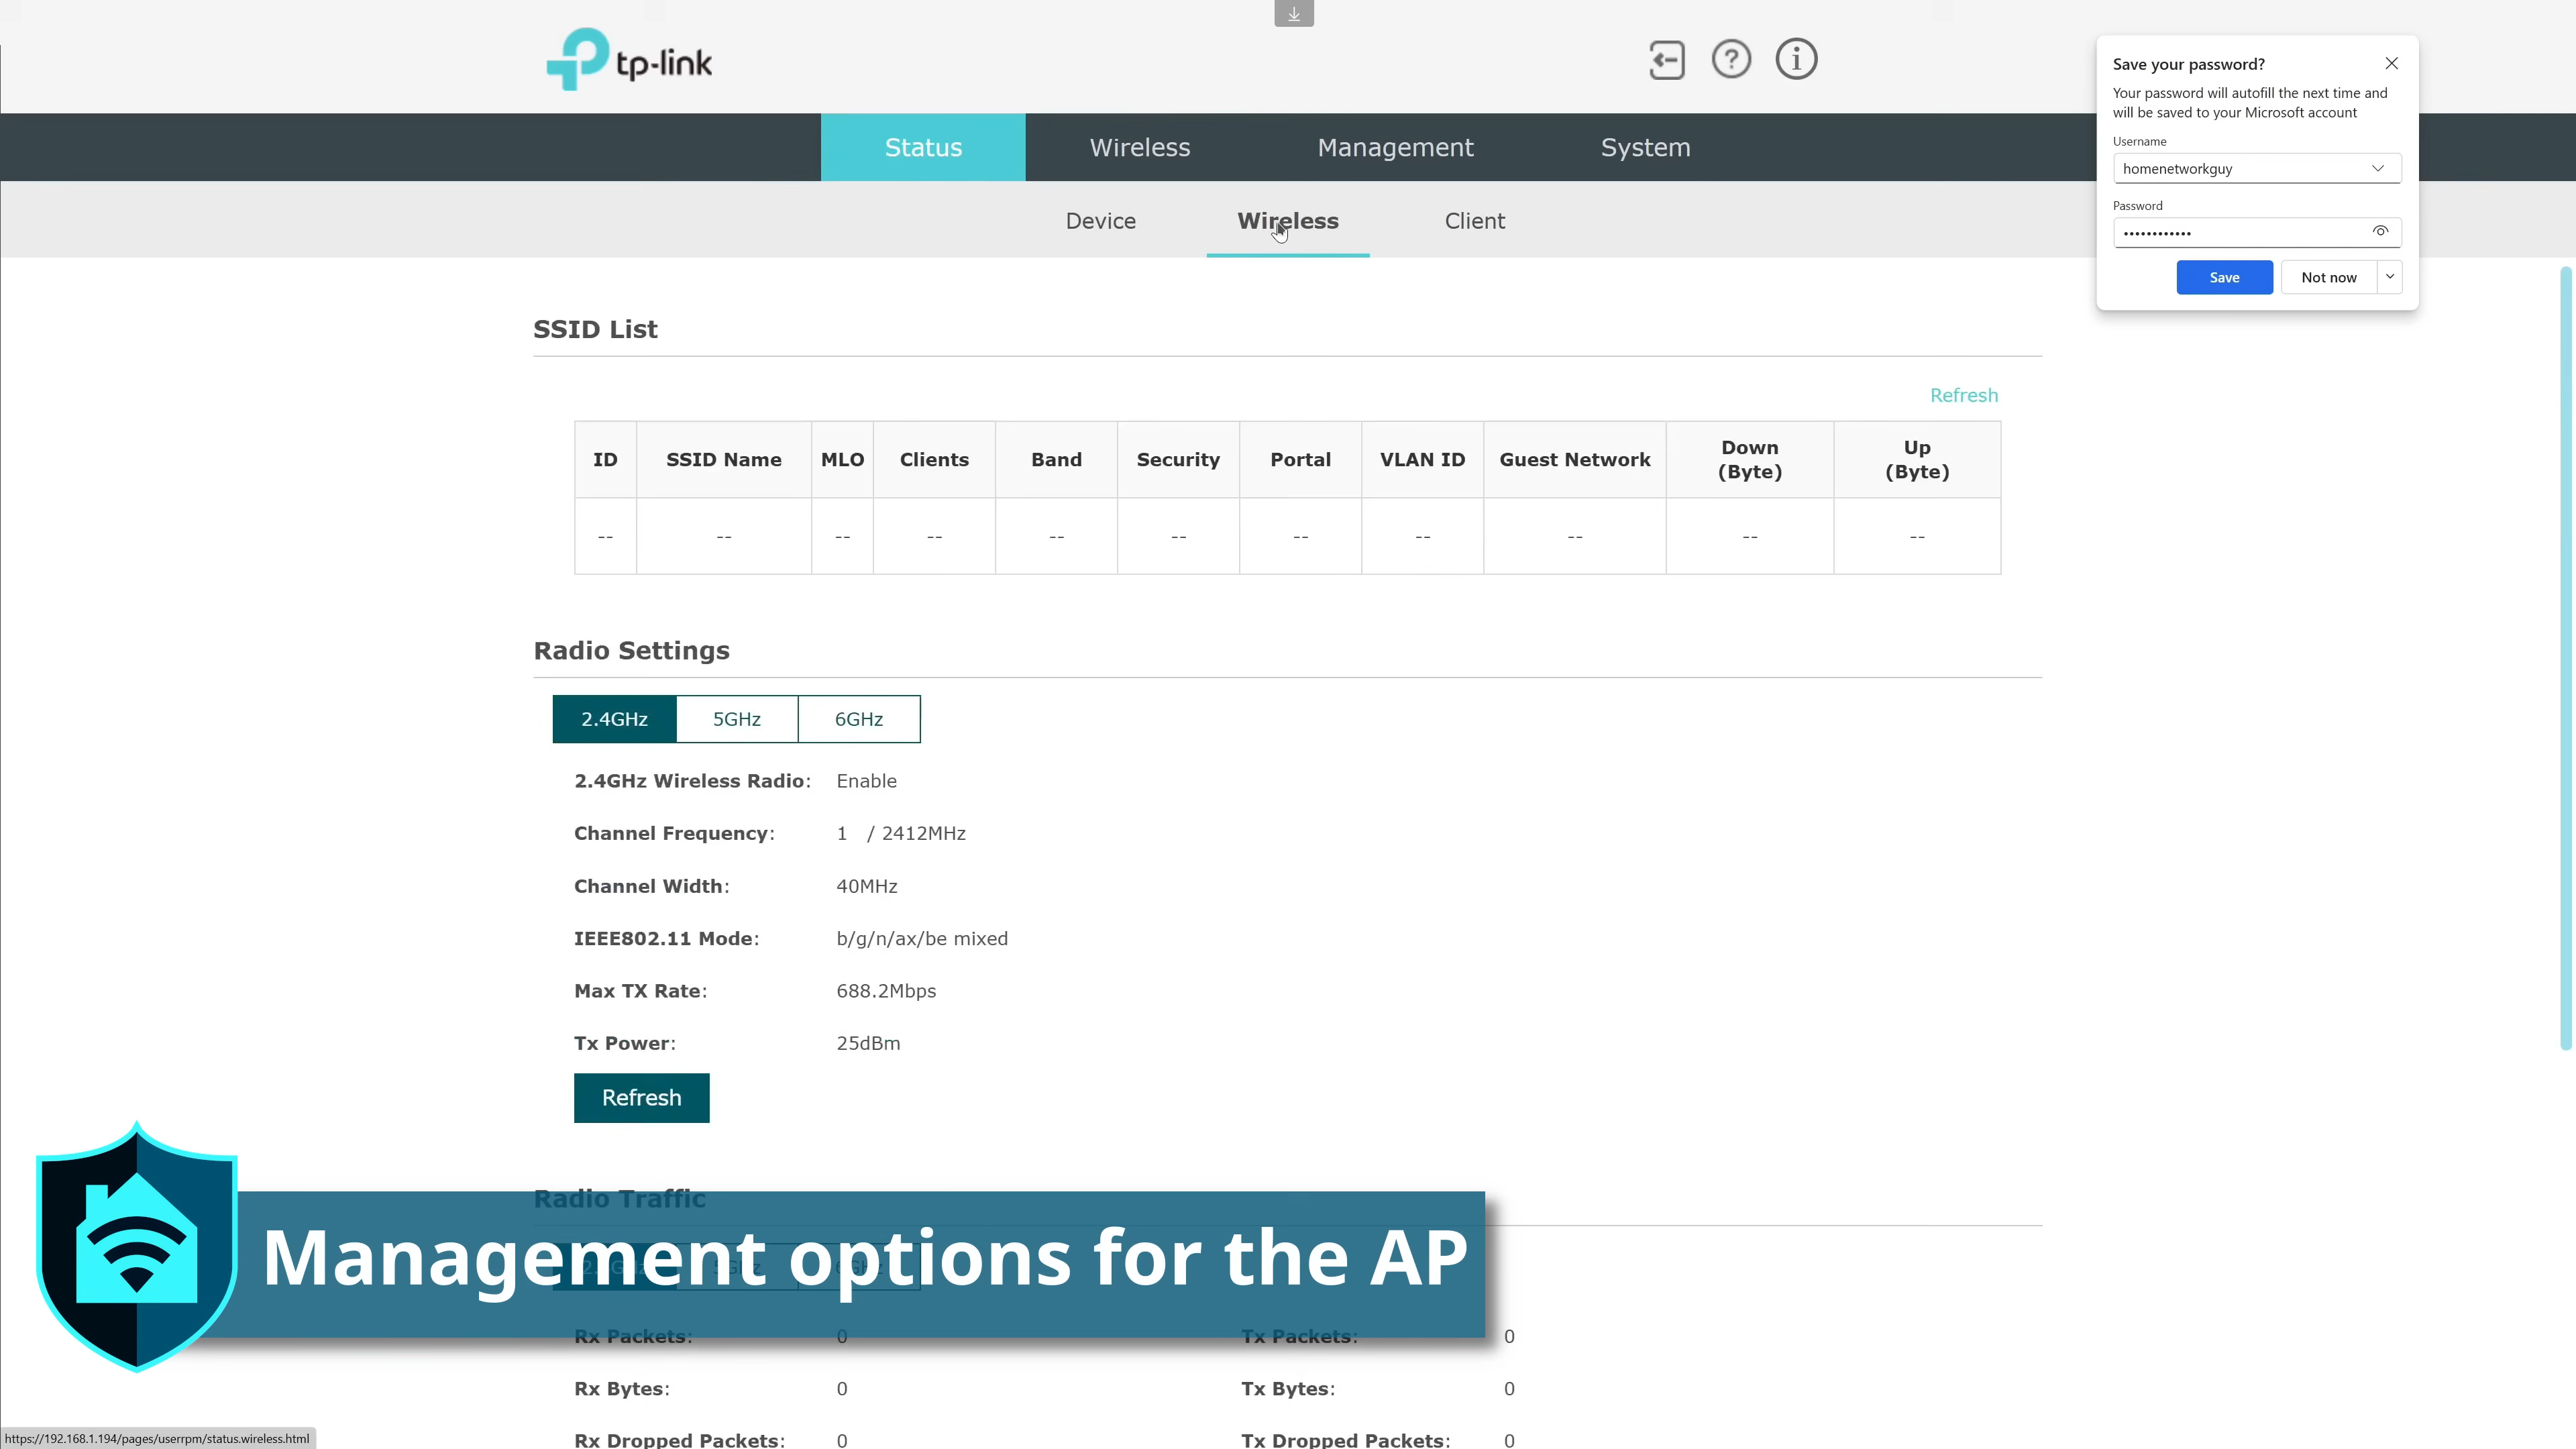 tp-link
Status Wireless Management System
Device Wireless Client
Save your password?
Your password will autofill the next time and
will be saved to your Microsoft account
Username
homenetworkguy
Password
••••••••••••
Save Not now
SSID List
Refresh
ID SSID Name MLO Clients Band Security Portal VLAN ID Guest Network Down (Byte) Up (Byte)
-- -- -- -- -- -- -- -- -- -- --
Radio Settings
2.4GHz 5GHz 6GHz
2.4GHz Wireless Radio: Enable
Channel Frequency: 1 / 2412MHz
Channel Width: 40MHz
IEEE802.11 Mode: b/g/n/ax/be mixed
Max TX Rate: 688.2Mbps
Tx Power: 25dBm
Refresh
Radio Traffic
Management options for the AP
Rx Packets: 0 Tx Packets: 0
Rx Bytes: 0 Tx Bytes: 0
Rx Dropped Packets: 0 Tx Dropped Packets: 0
https://192.168.1.194/pages/userrpm/status.wireless.html